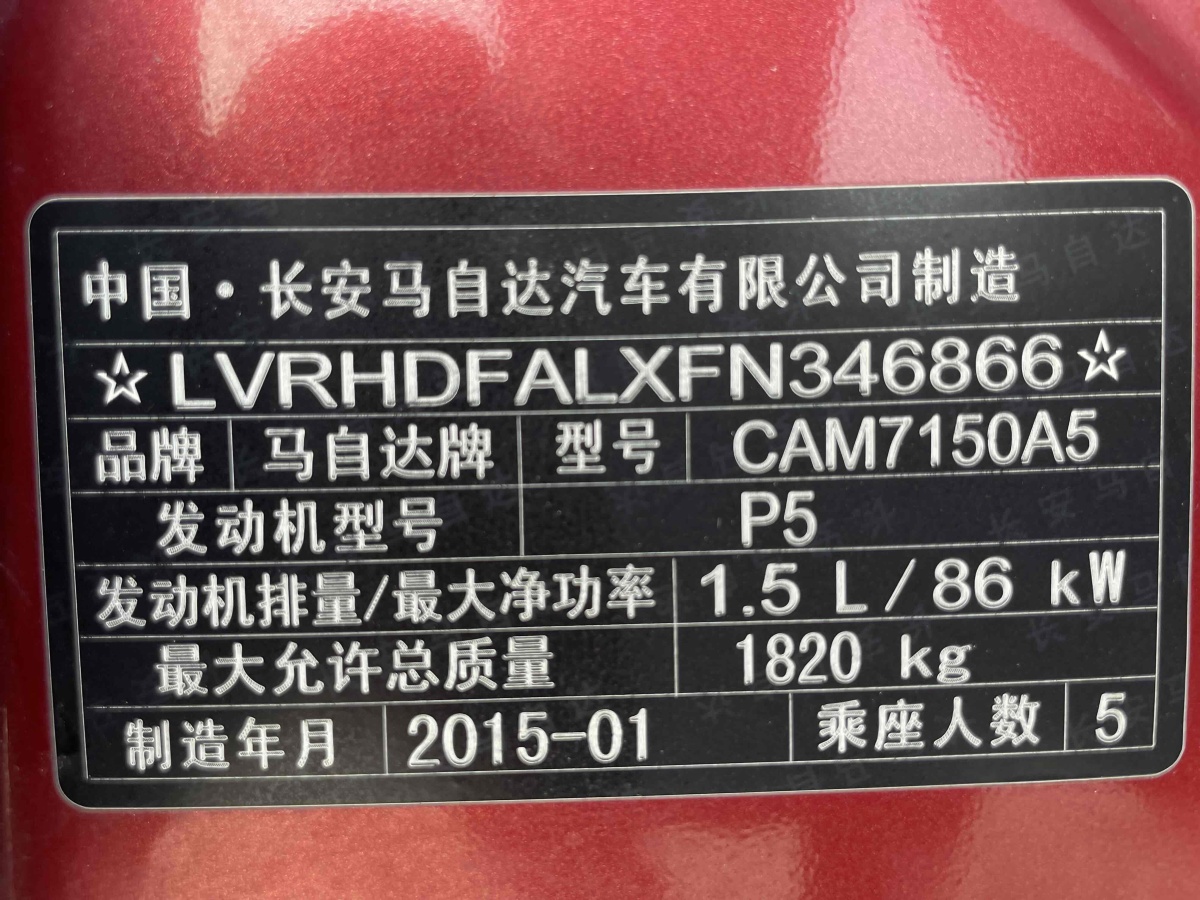 中国·长安马自达汽车有限公司制造
☆LVRHDFALXFN346866☆
品牌 马自达牌 型号 CAM7150A5
发动机型号 P5
发动机排量/最大净功率 1.5 L / 86 kW
最大允许总质量 1820 kg
制造年月 2015-01 乘座人数 5